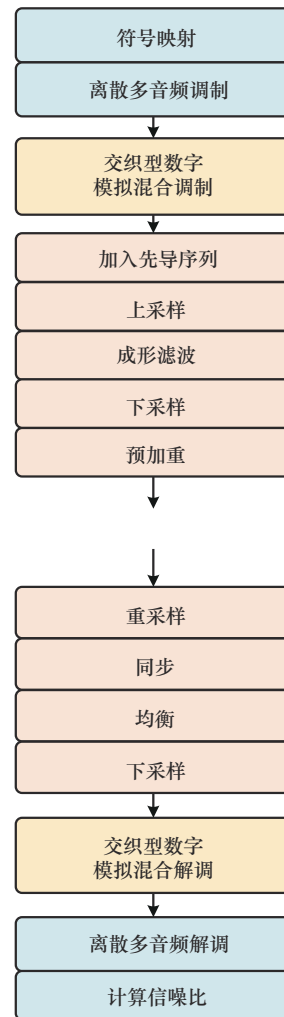 符号映射
离散多音频调制
交织型数字
模拟混合调制
加入先导序列
上采样
成形滤波
下采样
预加重
重采样
同步
均衡
下采样
交织型数字
模拟混合解调
离散多音频解调
计算信噪比